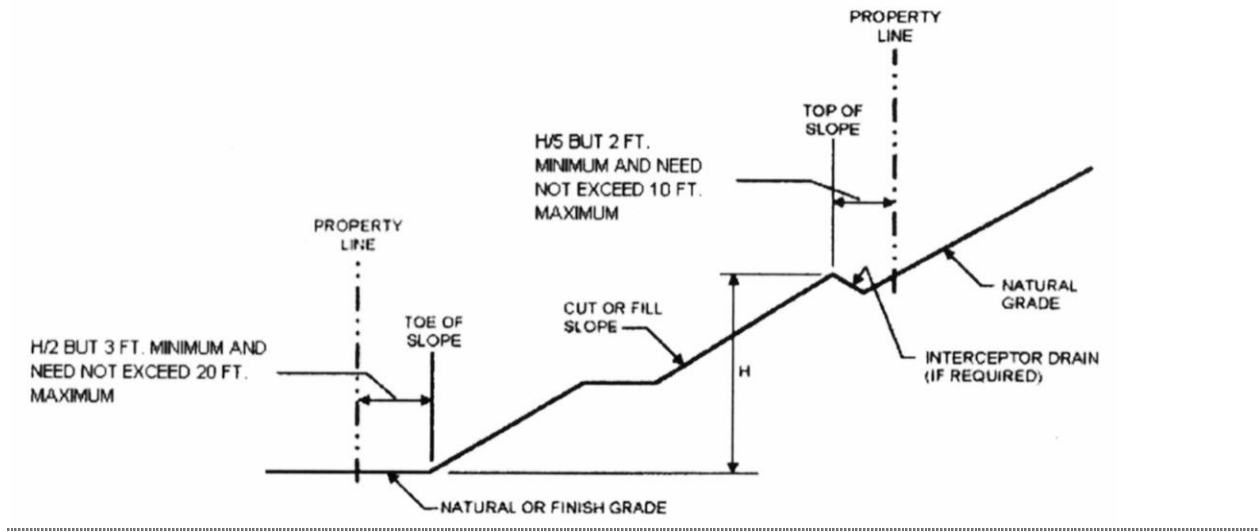 PROPERTY
LINE
TOP OF
SLOPE
H/5 BUT 2 FT.
MINIMUM AND NEED
NOT EXCEED 10 FT.
MAXIMUM
PROPERTY
LINE
NATURAL
GRADE
CUT OR FILL
SLOPE
TOE OF
SLOPE
H/2 BUT 3 FT. MINIMUM AND
NEED NOT EXCEED 20 FT.
MAXIMUM
H
INTERCEPTOR DRAIN
(IF REQUIRED)
NATURAL OR FINISH GRADE